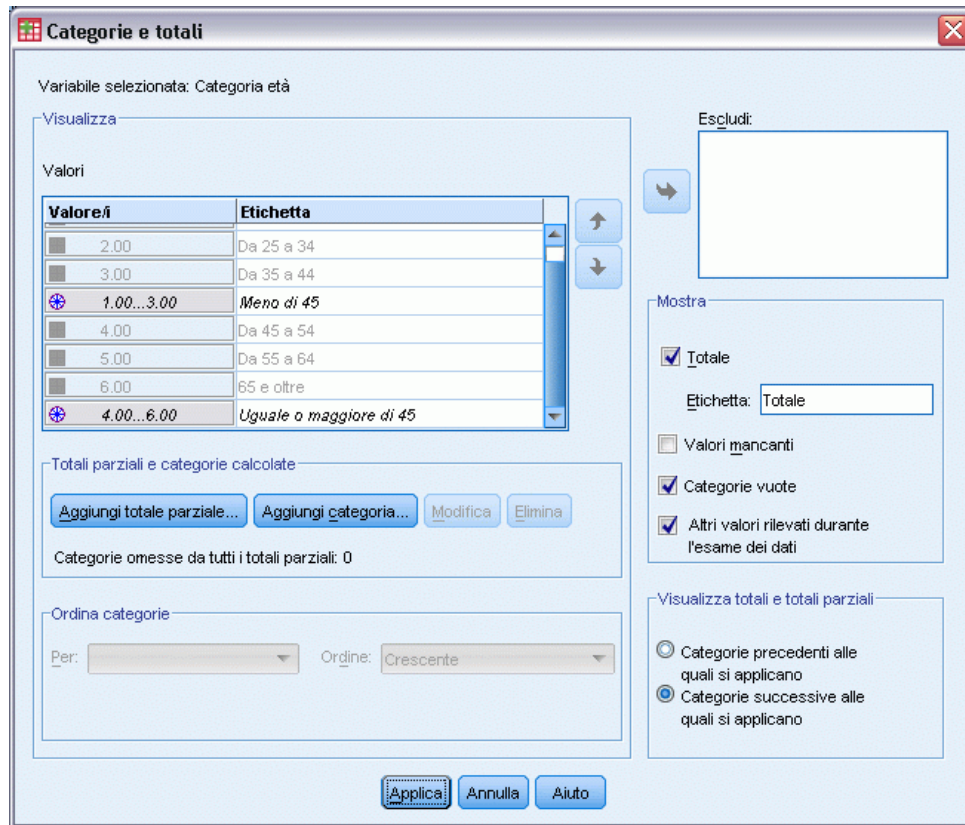 Categorie e totali
Variabile selezionata: Categoria età
Visualizza
Valori
Valore/i Etichetta
2.00 Da 25 a 34
3.00 Da 35 a 44
1.00...3.00 Meno di 45
4.00 Da 45 a 54
5.00 Da 55 a 64
6.00 65 e oltre
4.00...6.00 Uguale o maggiore di 45
Totali parziali e categorie calcolate
Aggiungi totale parziale... Aggiungi categoria... Modifica Elimina
Categorie omesse da tutti i totali parziali: 0
Ordina categorie
Per: Ordine: Crescente
Escludi:
Mostra
Totale
Etichetta: Totale
Valori mancanti
Categorie vuote
Altri valori rilevati durante
l'esame dei dati
Visualizza totali e totali parziali
Categorie precedenti alle
quali si applicano
Categorie successive alle
quali si applicano
Applica Annulla Aiuto